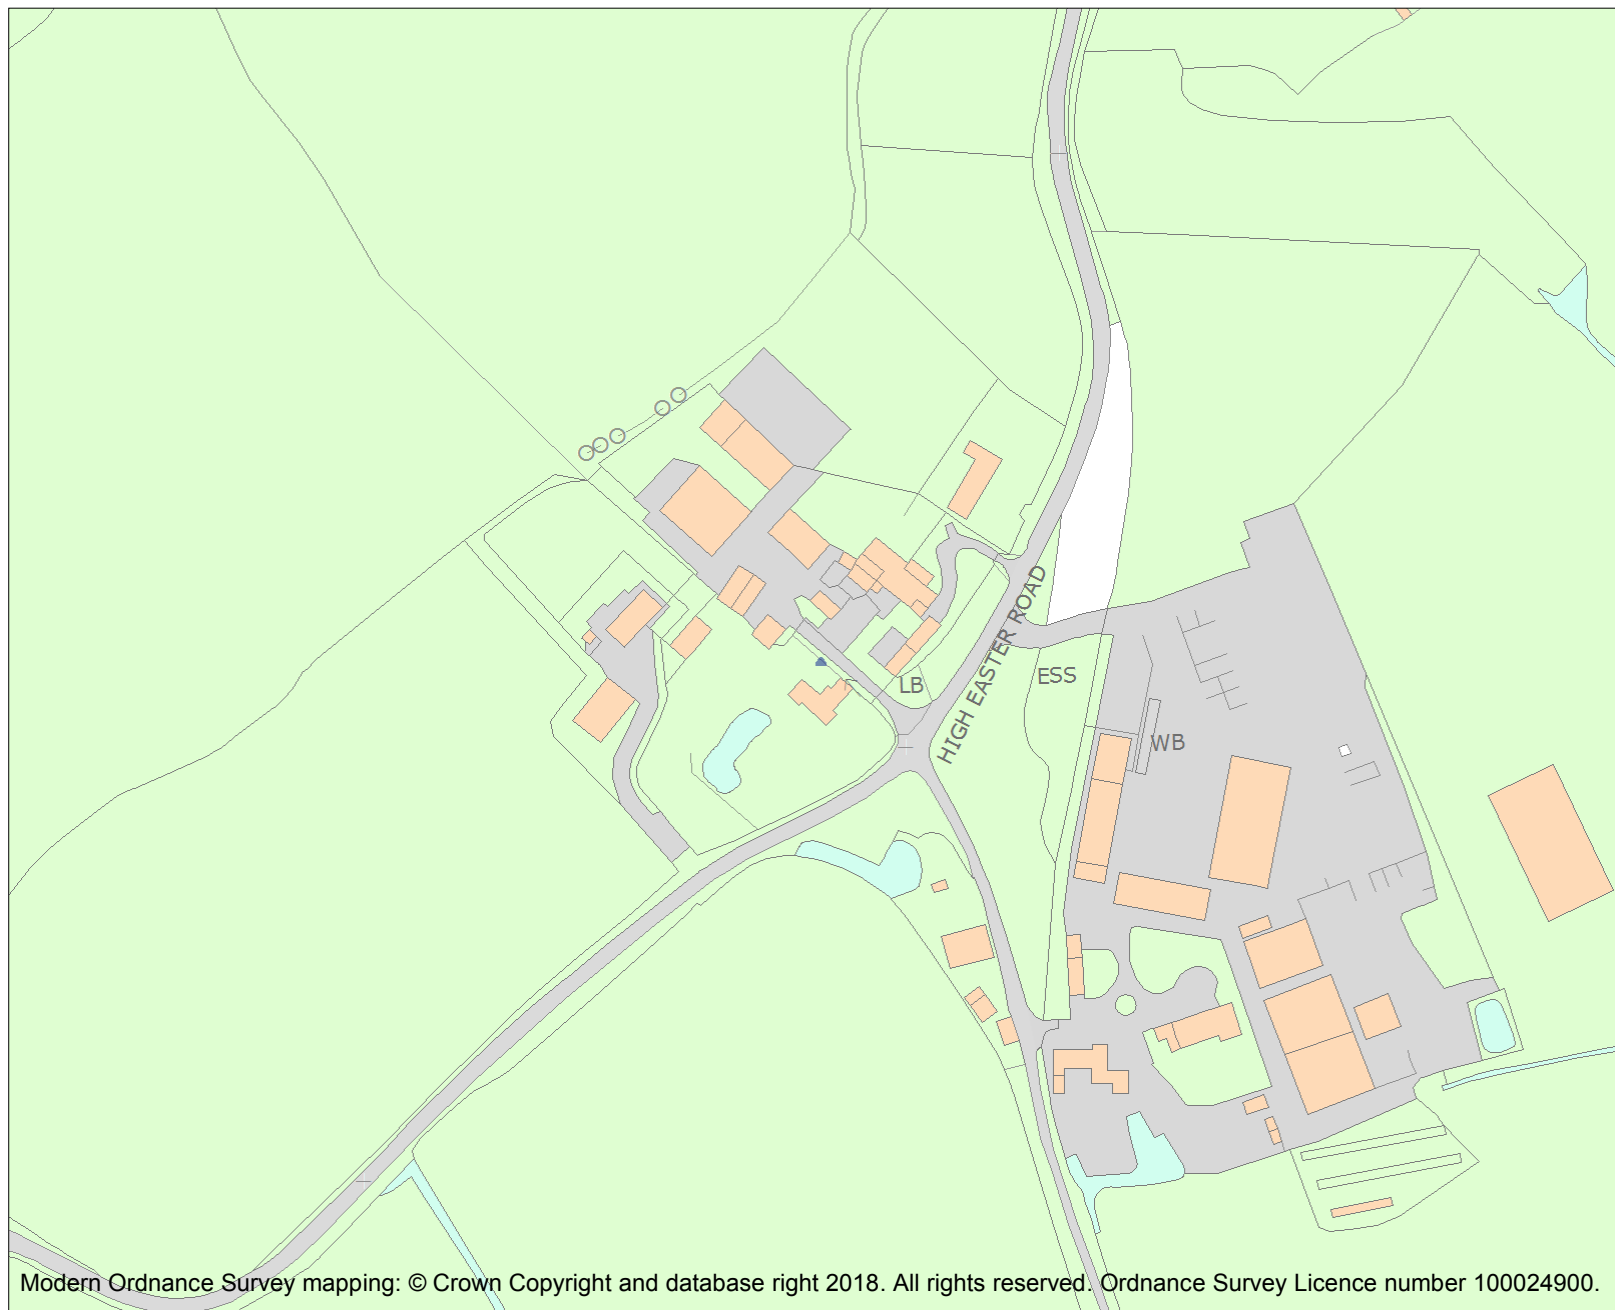 HIGH EASTER ROAD
LB
ESS
WB
Modern Ordnance Survey mapping: © Crown Copyright and database right 2018. All rights reserved. Ordnance Survey Licence number 100024900.